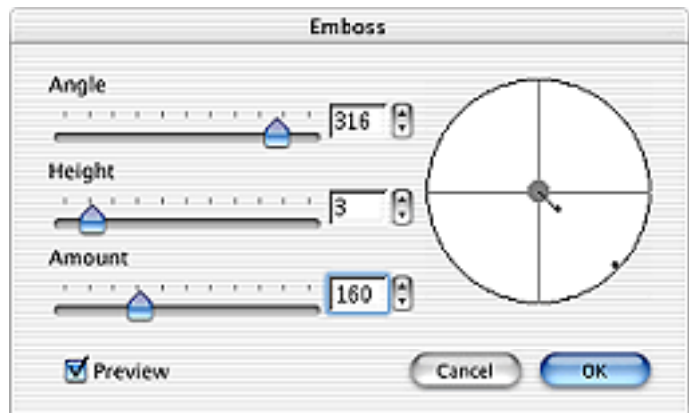 Emboss
Angle
316
Height
3
Amount
160
Preview
Cancel
OK